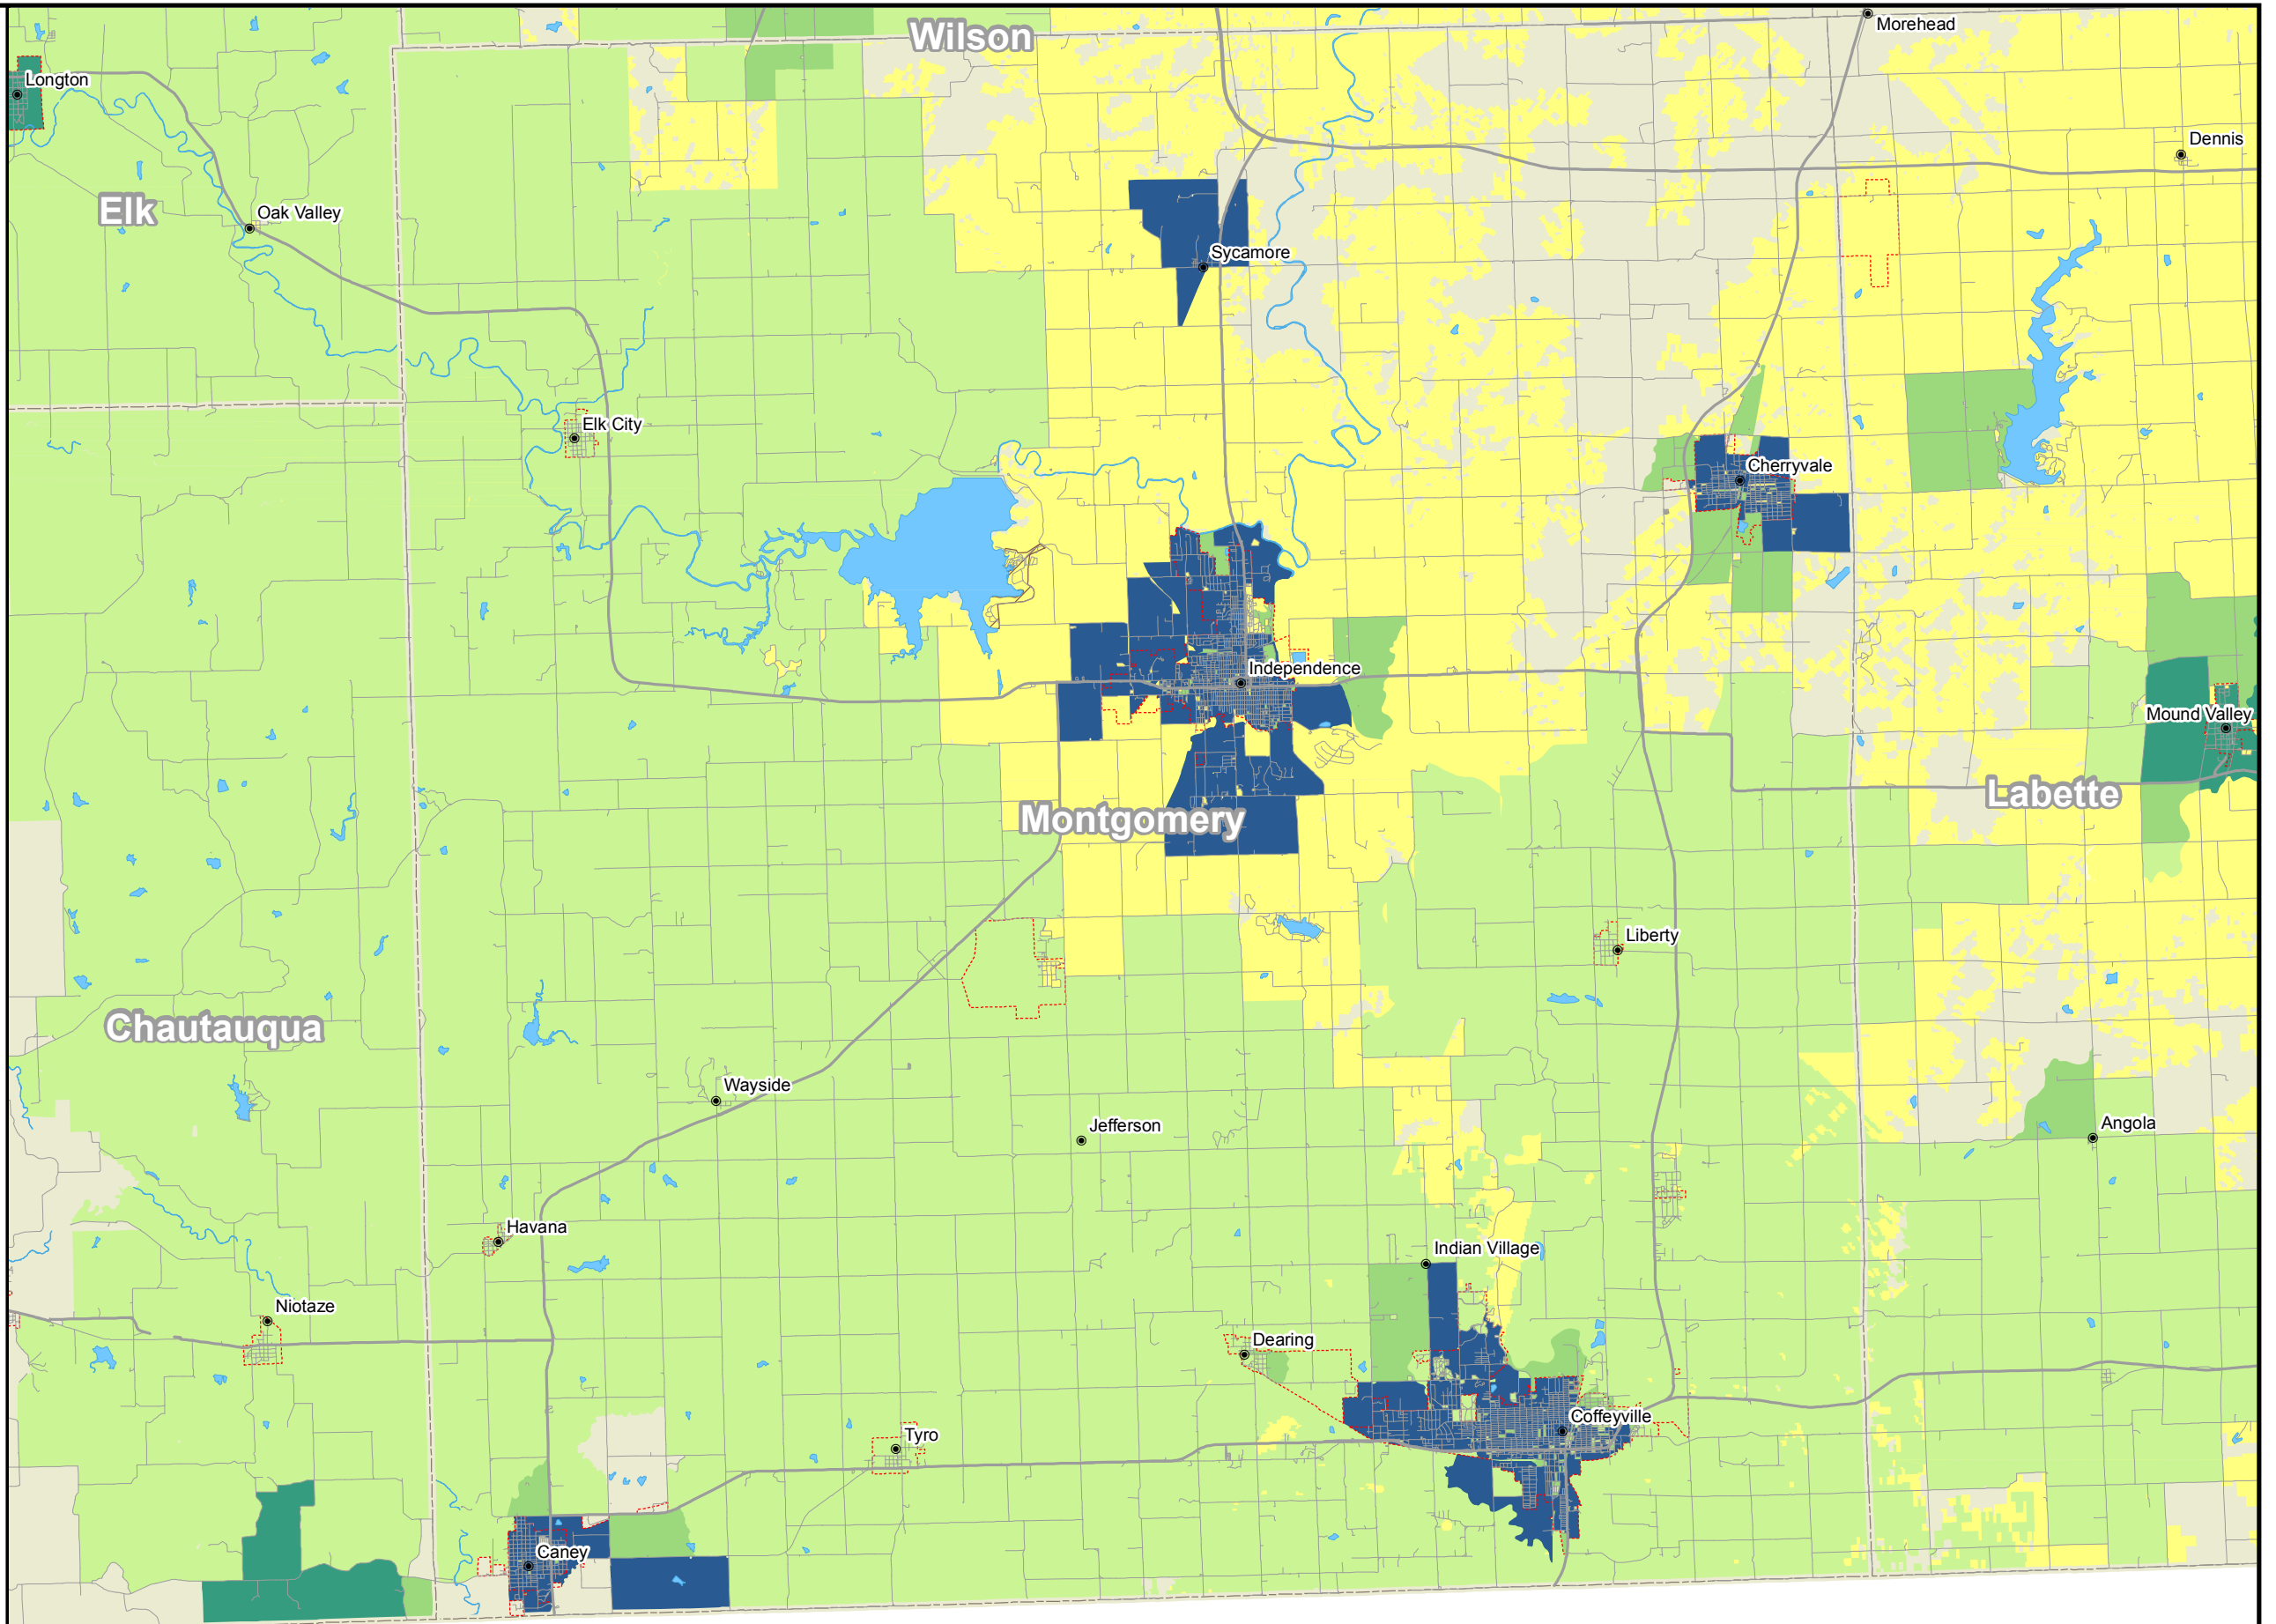 Morehead
Wilson
Longton
Dennis
Elk
Oak Valley
Sycamore
Elk City
Cherryvale
Independence
Mound Valley
Labette
Montgomery
Liberty
Chautauqua
Wayside
Jefferson
Angola
Havana
Indian Village
Niotaze
Dearing
Coffeyville
Tyro
Caney